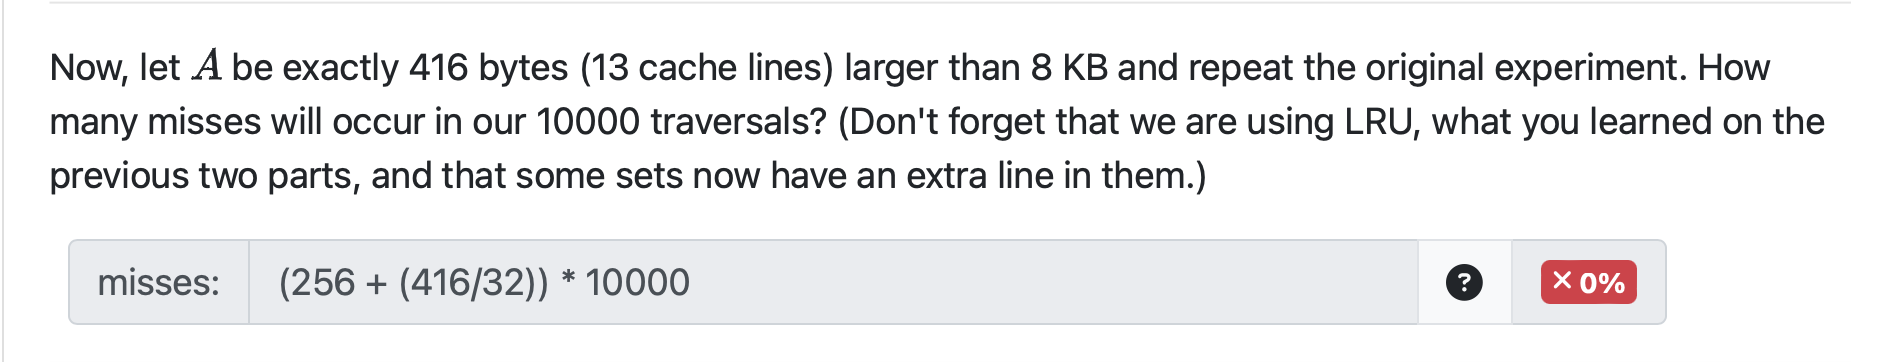 Now, let A be exactly 416 bytes (13 cache lines) larger than 8 KB and repeat the original experiment. How
many misses will occur in our 10000 traversals? (Don't forget that we are using LRU, what you learned on the
previous two parts, and that some sets now have an extra line in them.)
misses: (256 + (416/32)) * 10000 ? × 0%